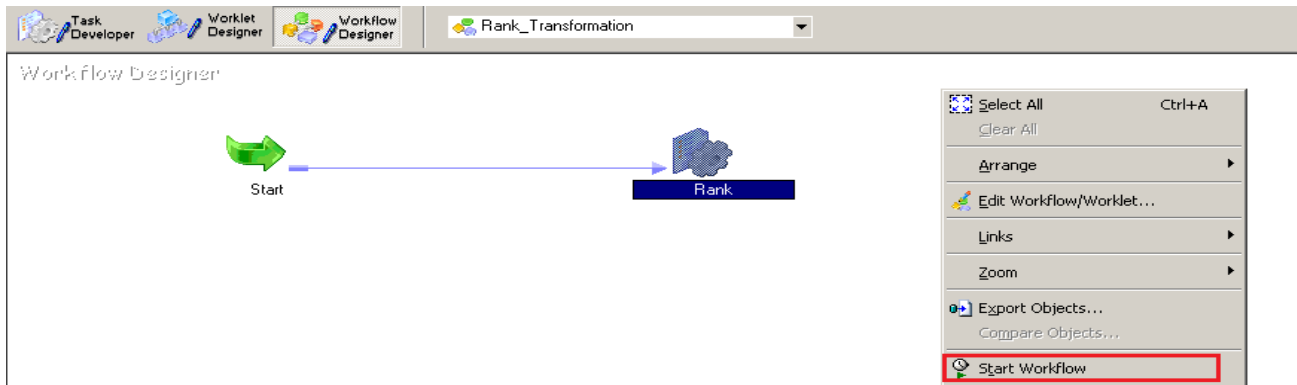 Task
Developer
Worklet
Designer
Workflow
Designer
Rank_Transformation
Workflow Designer
Start
Rank
Select All Ctrl+A
Clear All
Arrange
Edit Workflow/Worklet...
Links
Zoom
Export Objects...
Compare Objects...
Start Workflow